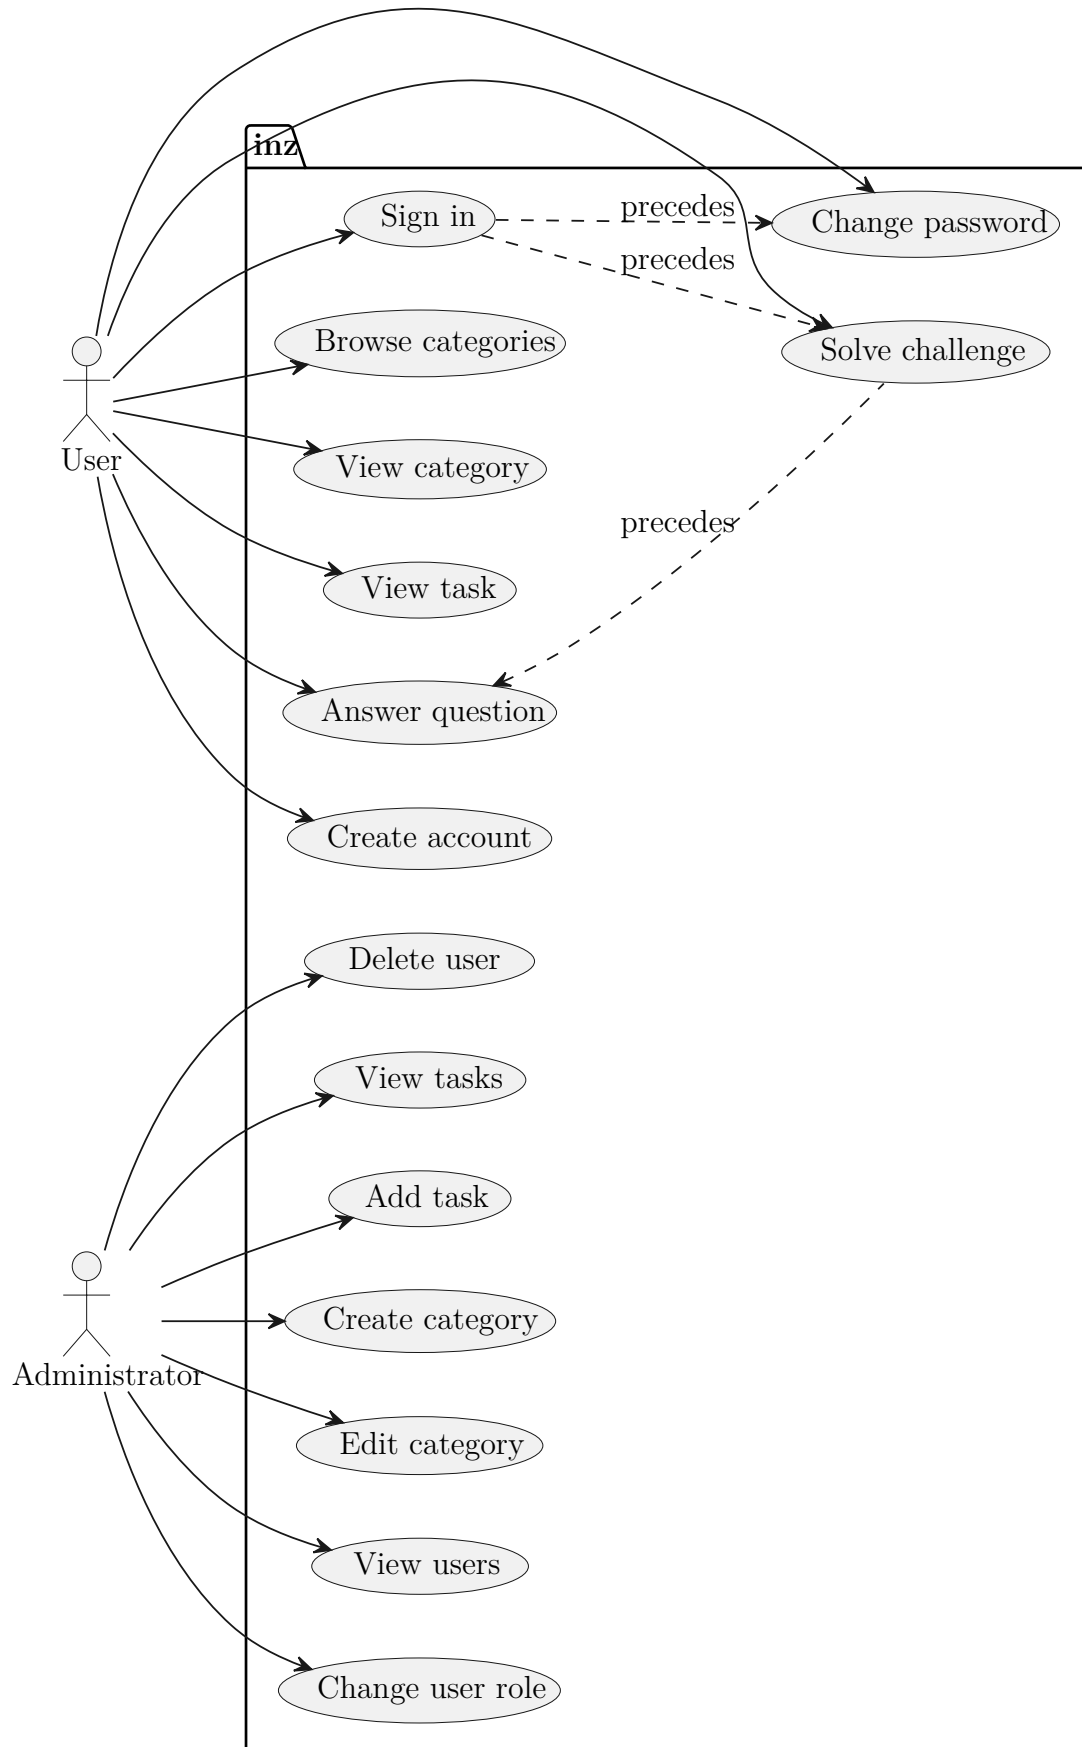 inz
Sign in
precedes
Change password
precedes
Browse categories
Solve challenge
User
View category
precedes
View task
Answer question
Create account
Delete user
View tasks
Add task
Create category
Administrator
Edit category
View users
Change user role